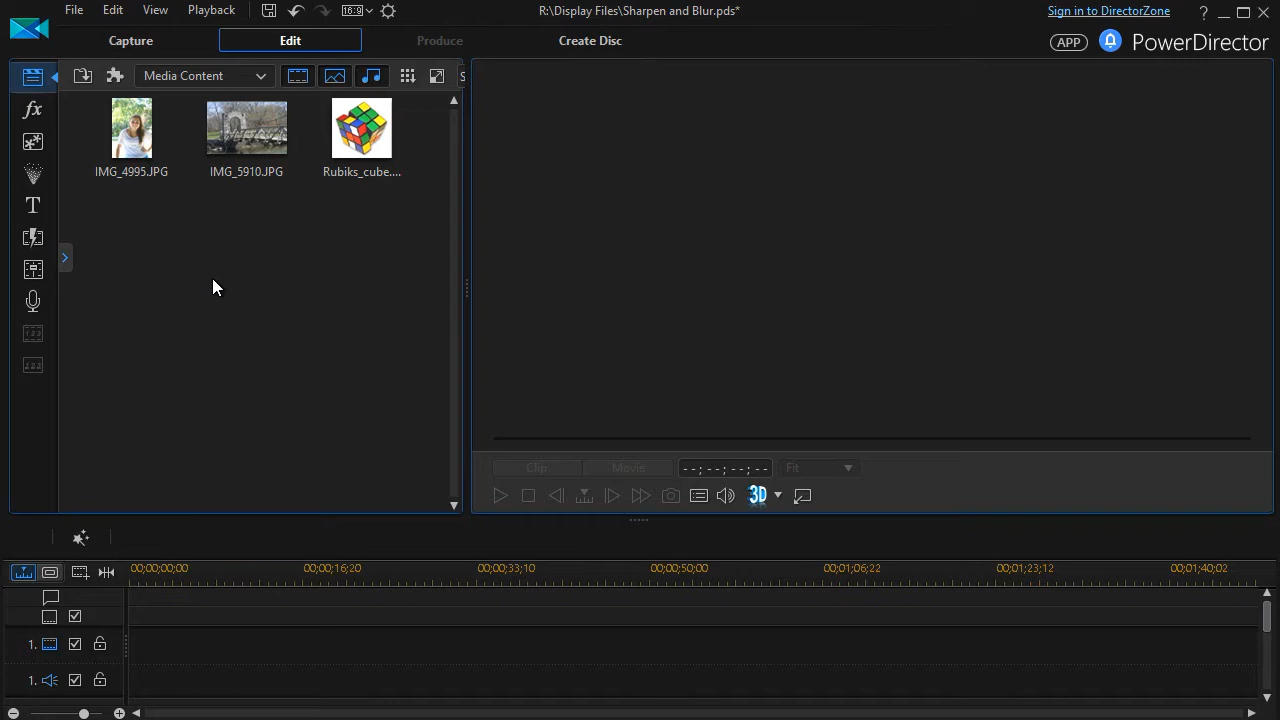 File Edit View Playback
16:9
R:\Display Files\Sharpen and Blur.pds*
Sign in to DirectorZone
?
Capture Edit Produce Create Disc
APP PowerDirector
Media Content
S
fx
T
IMG_4995.JPG IMG_5910.JPG Rubiks_cube....
Clip Movie --;--;--;-- Fit
3D
00;00;00;00 00;00;16;20 00;00;33;10 00;00;50;00 00;01;06;22 00;01;23;12 00;01;40;02
1.
1.